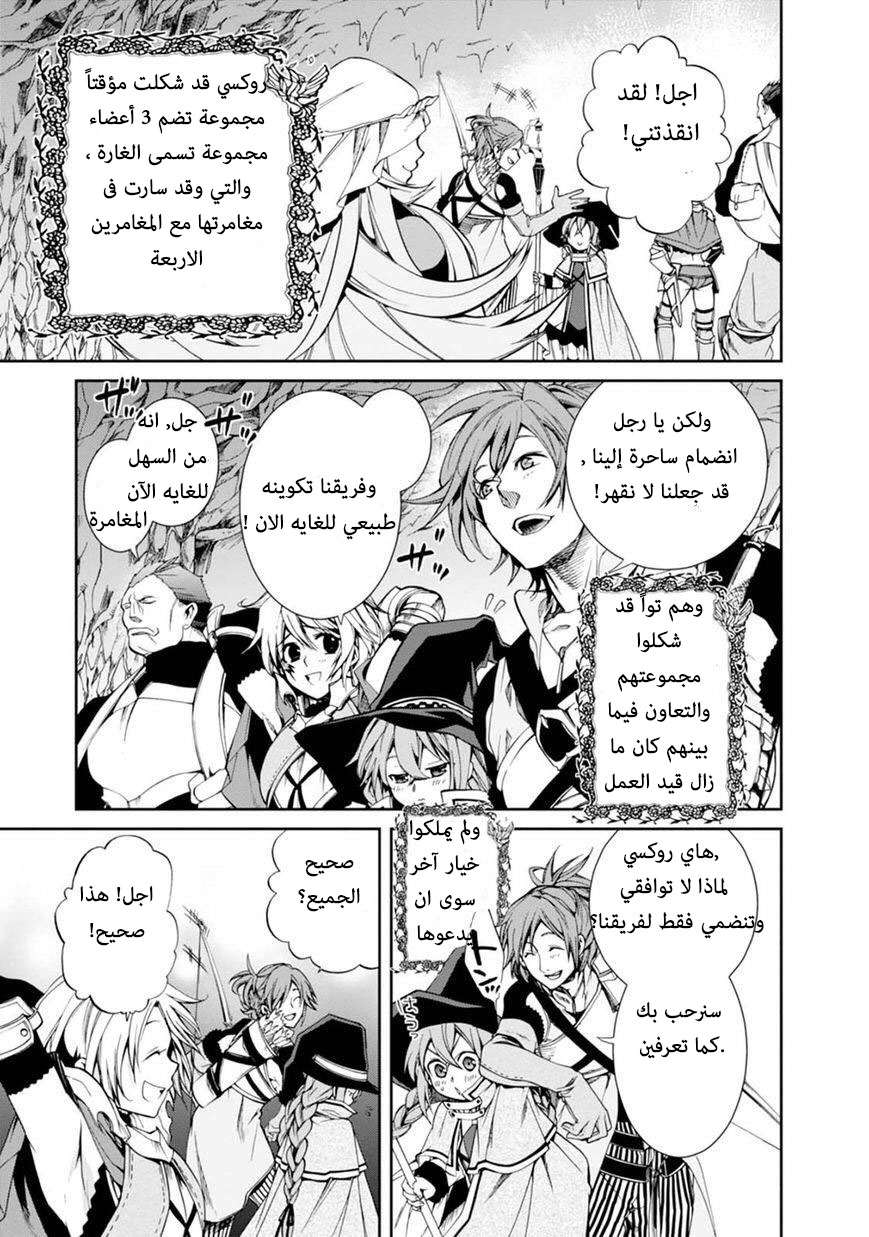 اجل! لقد
انقذتني!
روكسي قد شكلت مؤقتاً
مجموعة تضم 3 أعضاء
مجموعة تسمى الغارة ،
والتي وقد سارت فى
مغامرتها مع المغامرين
الاربعة
ولكن يا رجل
انضمام ساحرة إلينا ,
قد جعلنا لا نقهر!
وفريقنا تكوينه
طبيعي للغايه الان !
جل, انه
من السهل
للغايه الآن
المغامرة
وهم تواً قد
شكلوا
مجموعتهم
والتعاون فيما
بينهم كان ما
زال قيد العمل
هاي روكسي,
لماذا لا توافقي
وتنضمي فقط لفريقنا؟
سنرحب بك
كما تعرفين.
ولم يملكوا
خيار آخر
سوى ان
يدعوها
صحيح
الجميع؟
اجل! هذا
صحيح!